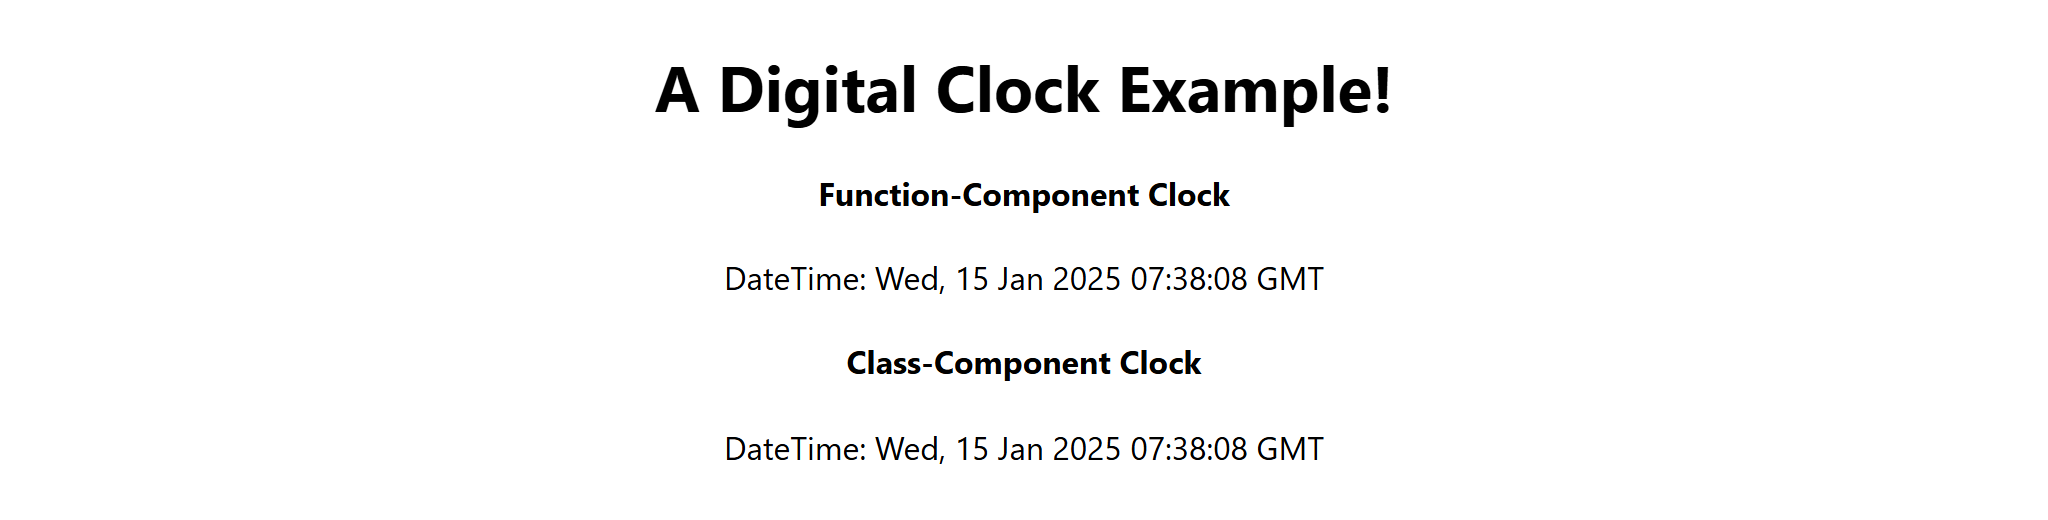 A Digital Clock Example!
Function-Component Clock
DateTime: Wed, 15 Jan 2025 07:38:08 GMT
Class-Component Clock
DateTime: Wed, 15 Jan 2025 07:38:08 GMT